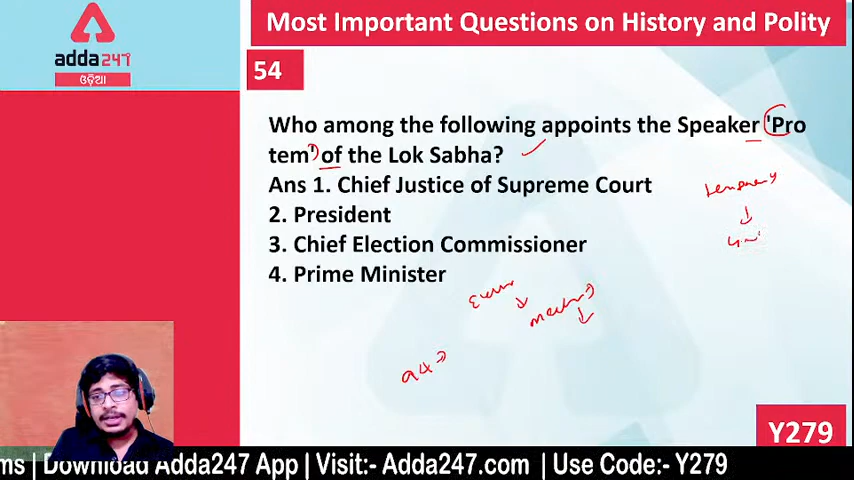 Most Important Questions on History and Polity
adda247
ଓଡ଼ିଆ
54
Who among the following appoints the Speaker 'Pro
tem' of the Lok Sabha?
Ans 1. Chief Justice of Supreme Court
2. President
3. Chief Election Commissioner
4. Prime Minister
temporary
Y279
ms | Download Adda247 App | Visit:- Adda247.com | Use Code:- Y279